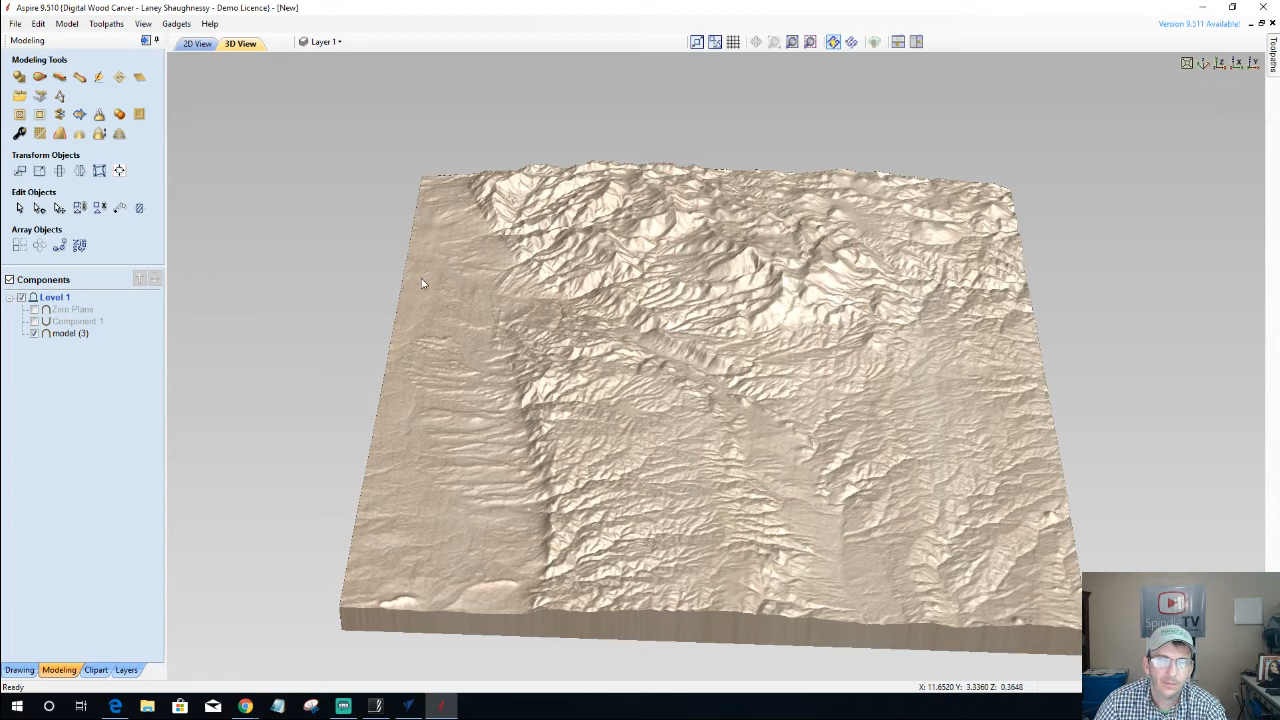 Aspire 9.510 (Digital Wood Carver - Laney Shaughnessy - Demo Licence) - [New]
File Edit Model Toolpaths View Gadgets Help
Version 9.511 Available!
Modeling
2D View 3D View Layer 1
Toolpaths
Modeling Tools
Transform Objects
Edit Objects
Array Objects
Components
Level 1
Zero Plane
Component 1
model (3)
SpindleTV
Drawing Modeling Clipart Layers
Ready
X: 11.6520 Y: 3.3360 Z: 0.3648